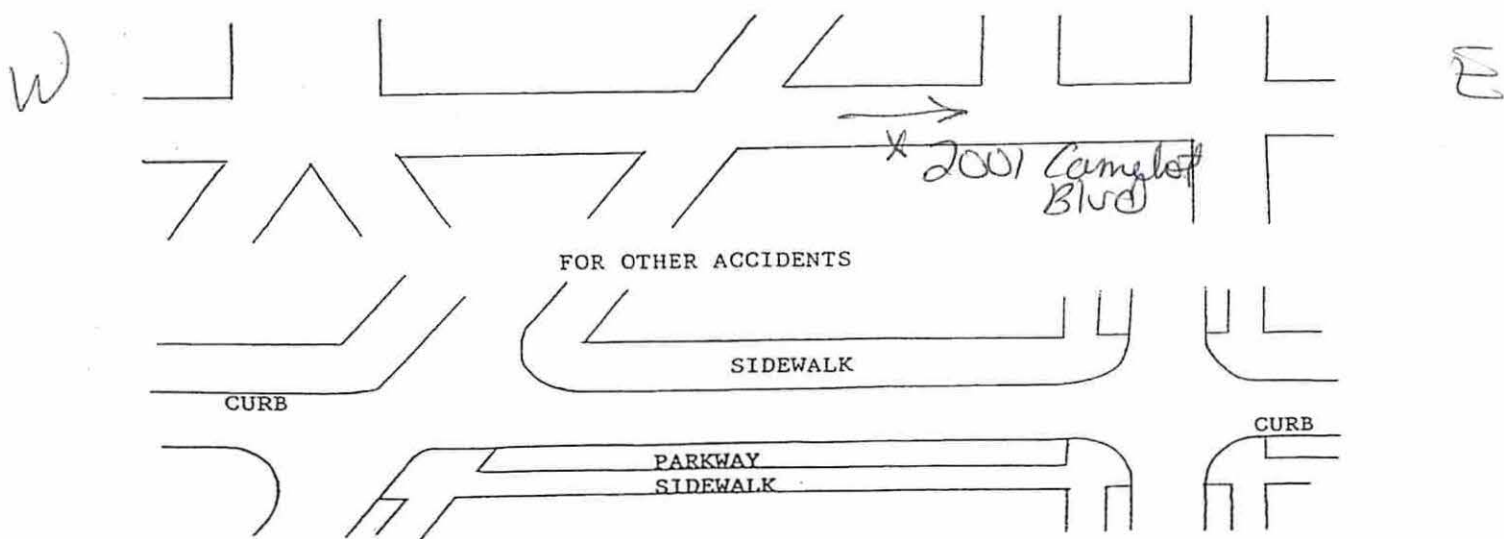 W
E
X 2001 Camelot
Blvd
FOR OTHER ACCIDENTS
SIDEWALK
CURB
CURB
PARKWAY
SIDEWALK